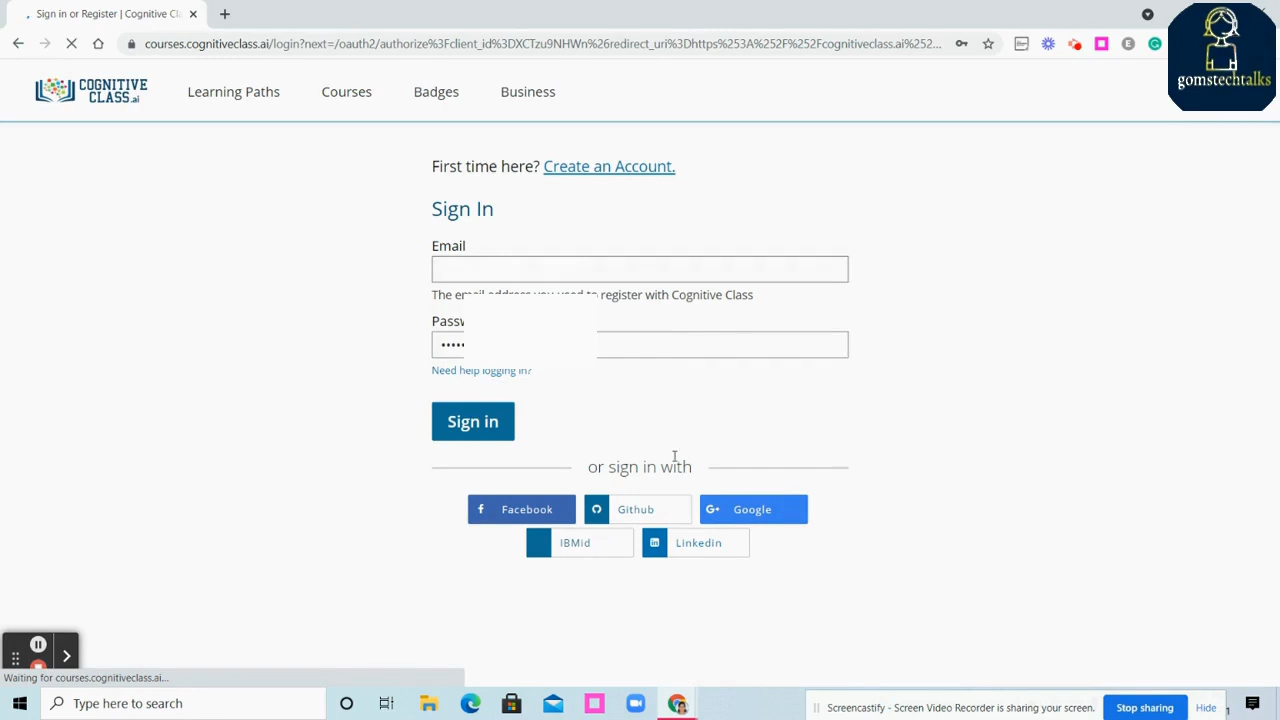 Sign in or Register | Cognitive Cl
courses.cognitiveclass.ai/login?next=/oauth2/authorize%3Fclient_id%3D Tzu9NHWn%26redirect_uri%3Dhttps%253A%252F%252Fcognitiveclass.ai%252...
gomstechtalks
COGNITIVE
CLASS.ai
Learning Paths
Courses
Badges
Business
First time here? Create an Account.
Sign In
Email
The email address you used to register with Cognitive Class
Passw
•••••
Need help logging in?
Sign in
or sign in with
Facebook
Github
Google
IBMid
Linkedin
Waiting for courses.cognitiveclass.ai...
Type here to search
Screencastify - Screen Video Recorder is sharing your screen.
Stop sharing
Hide